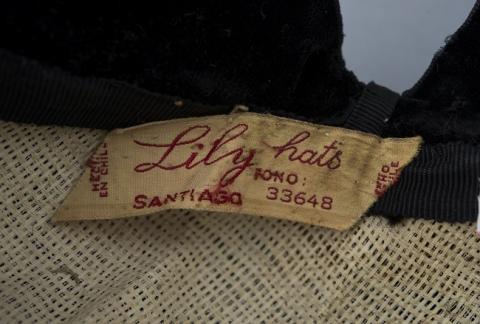 Lily hats
HECHO
EN CHILE
FONO:
SANTIAGO 33648
HECHO
EN CHILE